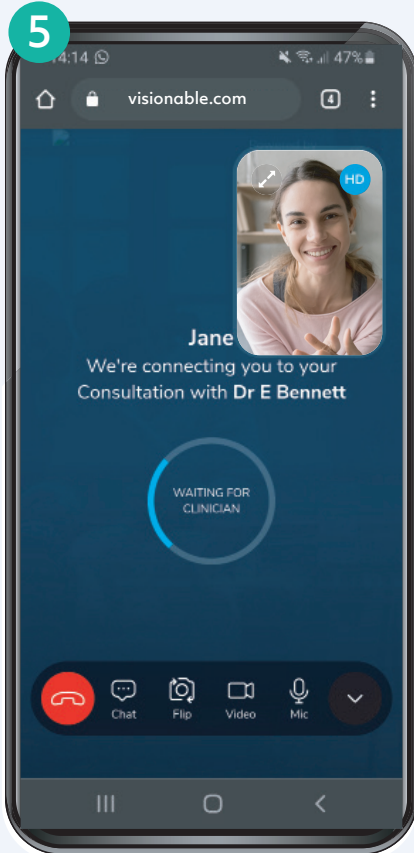 5
14:14
47%
visionable.com
4
HD
Jane
We're connecting you to your
Consultation with Dr E Bennett
WAITING FOR
CLINICIAN
Chat Flip Video Mic